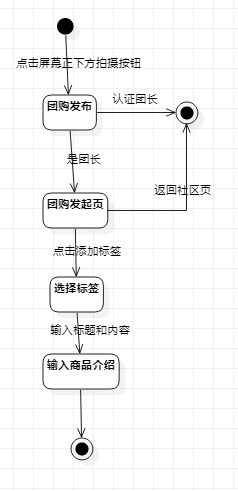 点击屏幕正下方拍摄按钮
团购发布
认证团长
是团长
返回社区页
团购发起页
点击添加标签
选择标签
输入标题和内容
输入商品介绍